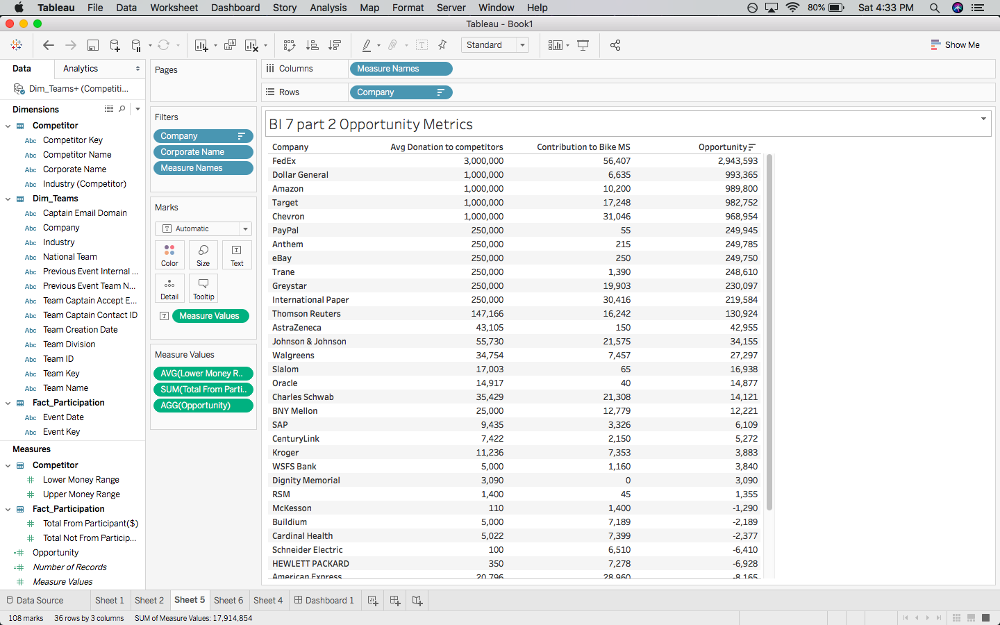 Tableau File Data Worksheet Dashboard Story Analysis Map Format Server Window Help 80% Sat 4:33 PM
Tableau - Book1
Standard Show Me
Data Analytics
Dim_Teams+ (Competiti...
Dimensions
Competitor
Abc Competitor Key
Abc Competitor Name
Abc Corporate Name
Abc Industry (Competitor)
Dim_Teams
Abc Captain Email Domain
Abc Company
Abc Industry
Abc National Team
Abc Previous Event Internal ...
Abc Previous Event Team N...
Abc Team Captain Accept E...
Abc Team Captain Contact ID
Abc Team Creation Date
Abc Team Division
Abc Team ID
Abc Team Key
Abc Team Name
Fact_Participation
Abc Event Date
Abc Event Key
Measures
Competitor
# Lower Money Range
# Upper Money Range
Fact_Participation
# Total From Participant($)
# Total Not From Particip...
=# Opportunity
=# Number of Records
# Measure Values
Pages
Filters
Company
Corporate Name
Measure Names
Marks
T Automatic
Color Size T Text
Detail Tooltip
T Measure Values
Measure Values
AVG(Lower Money R..
SUM(Total From Parti..
AGG(Opportunity)
Columns Measure Names
Rows Company
BI 7 part 2 Opportunity Metrics
Company Avg Donation to competitors Contribution to Bike MS Opportunity
FedEx 3,000,000 56,407 2,943,593
Dollar General 1,000,000 6,635 993,365
Amazon 1,000,000 10,200 989,800
Target 1,000,000 17,248 982,752
Chevron 1,000,000 31,046 968,954
PayPal 250,000 55 249,945
Anthem 250,000 215 249,785
eBay 250,000 250 249,750
Trane 250,000 1,390 248,610
Greystar 250,000 19,903 230,097
International Paper 250,000 30,416 219,584
Thomson Reuters 147,166 16,242 130,924
AstraZeneca 43,105 150 42,955
Johnson & Johnson 55,730 21,575 34,155
Walgreens 34,754 7,457 27,297
Slalom 17,003 65 16,938
Oracle 14,917 40 14,877
Charles Schwab 35,429 21,308 14,121
BNY Mellon 25,000 12,779 12,221
SAP 9,435 3,326 6,109
CenturyLink 7,422 2,150 5,272
Kroger 11,236 7,353 3,883
WSFS Bank 5,000 1,160 3,840
Dignity Memorial 3,090 0 3,090
RSM 1,400 45 1,355
McKesson 110 1,400 -1,290
Buildium 5,000 7,189 -2,189
Cardinal Health 5,022 7,399 -2,377
Schneider Electric 100 6,510 -6,410
HEWLETT PACKARD 350 7,278 -6,928
American Express 20,796 28,960 -8,165
Data Source Sheet 1 Sheet 2 Sheet 5 Sheet 6 Sheet 4 Dashboard 1
108 marks 36 rows by 3 columns SUM of Measure Values: 17,914,854